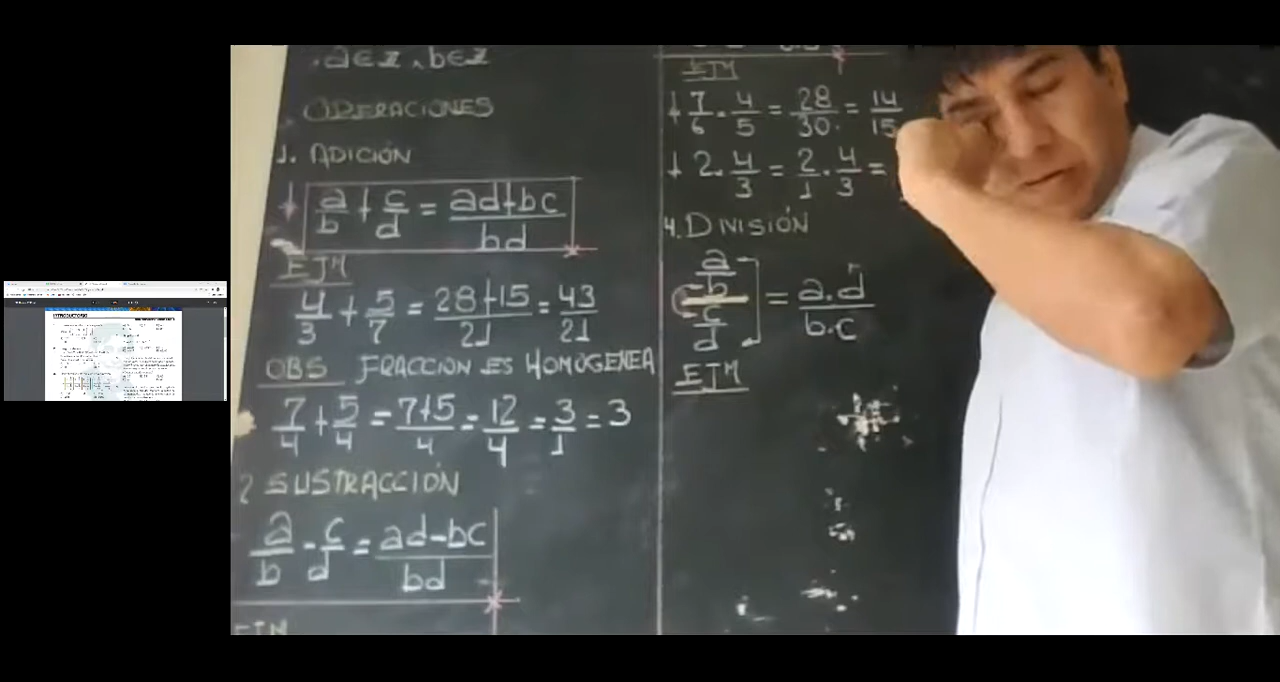 . a ∈ Z ∧ b ∈ Z
OPERACIONES
1. ADICIÓN
a/b + c/d = ad+bc/bd
EJM
4/3 + 5/7 = 28+15/21 = 43/21
OBS FRACCION ES HOMOGENEA
7/4 + 5/4 = 7+5/4 = 12/4 = 3/1 = 3
2 SUSTRACCIÓN
a/b - c/d = ad-bc/bd
EJM
EJM
+ 7/6 . 4/5 = 28/30 = 14/15
+ 2 . 4/3 = 2/1 . 4/3 =
4. DIVISIÓN
a/b / c/d = a.d/b.c
EJM